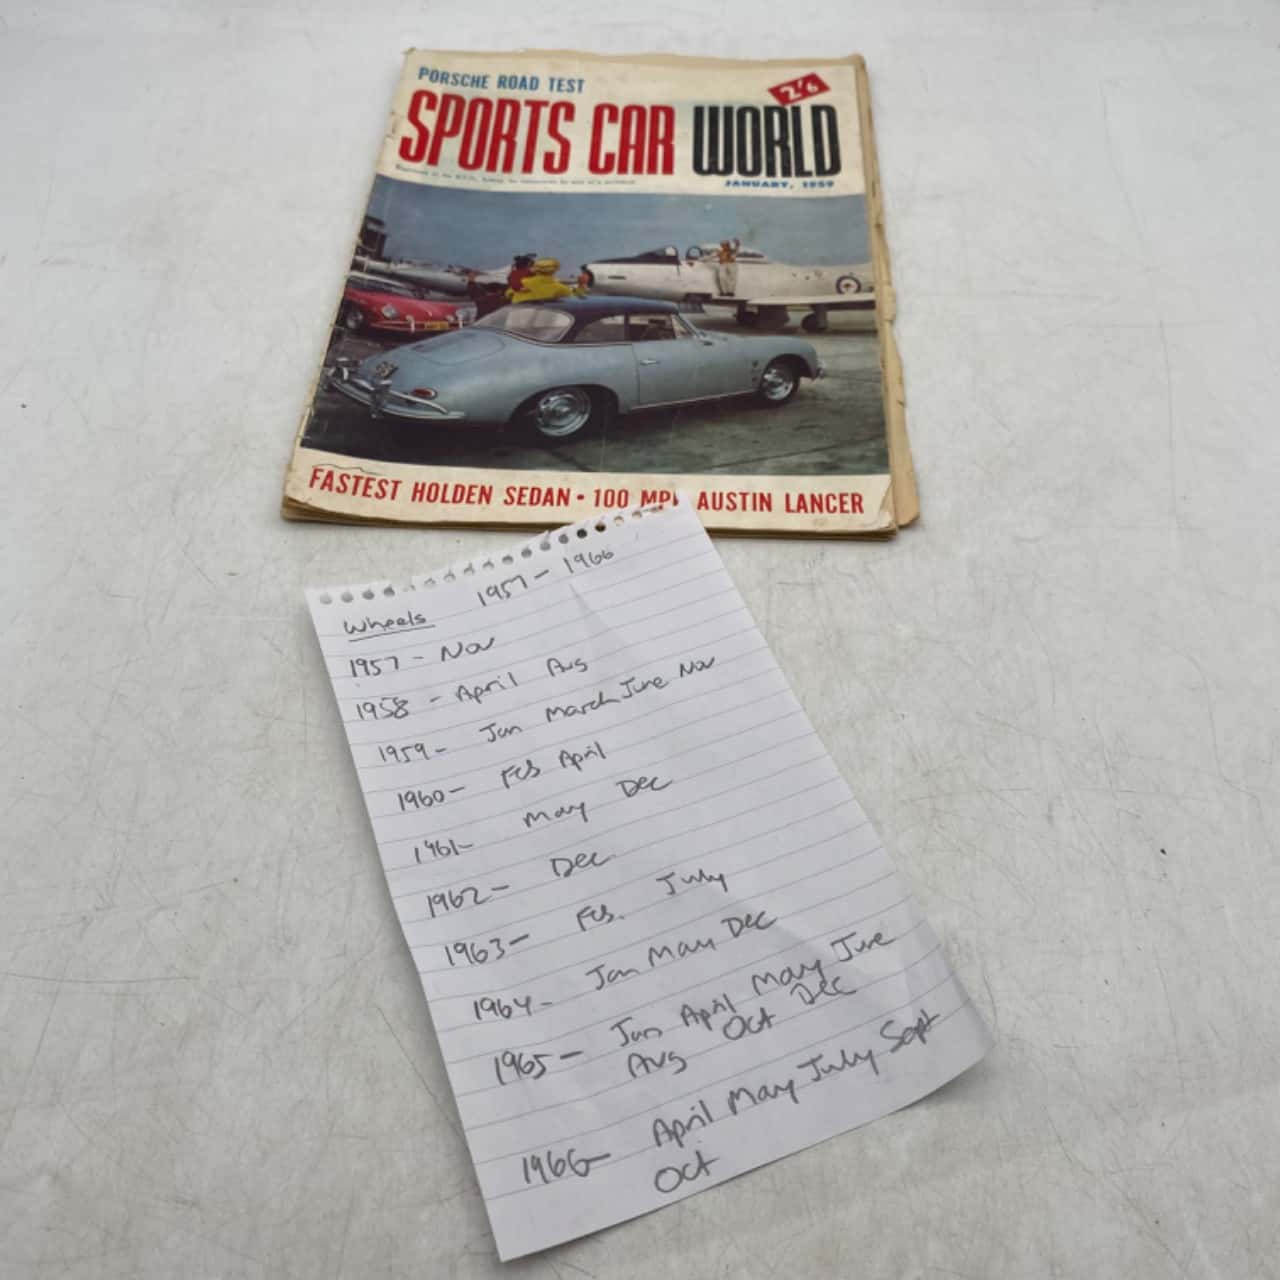 PORSCHE ROAD TEST
2/6
SPORTS CAR WORLD
JANUARY, 1959
FASTEST HOLDEN SEDAN • 100 MPH AUSTIN LANCER
Wheels 1957 - 1966
1957 - Nov
1958 - April Aug
1959 - Jan March June Nov
1960 - Feb April
1961 - May Dec
1962 - Dec
1963 - Feb. July
1964 - Jan May Dec
1965 - Jan April May June
Aug Oct Dec
1966 - April May July Sept
Oct